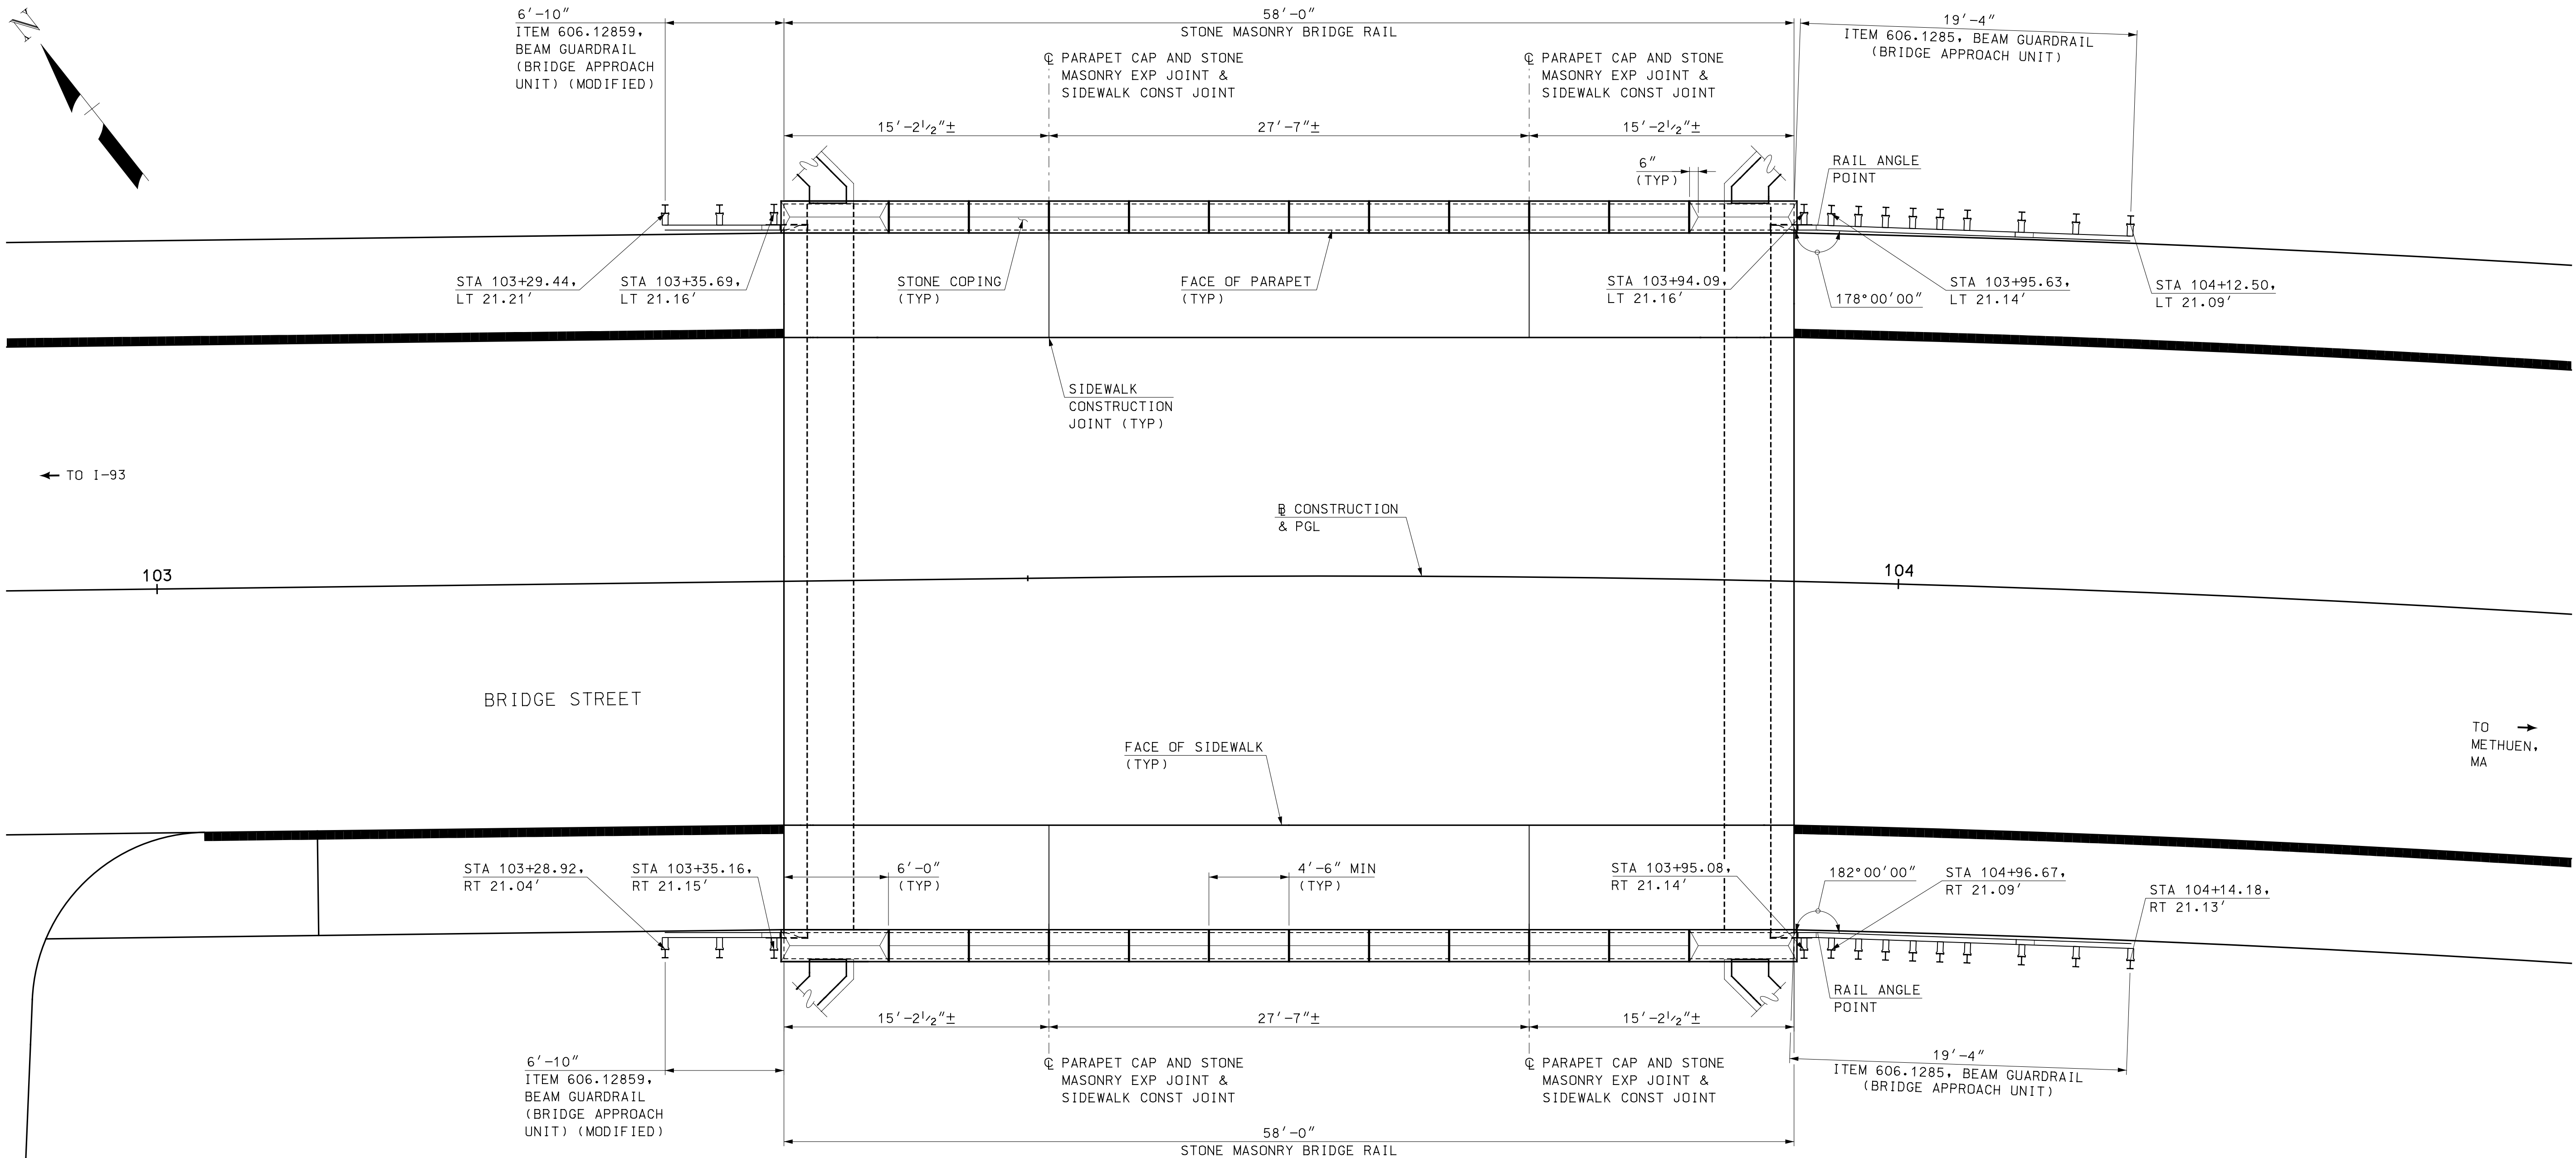 N
6'-10"
ITEM 606.12859,
BEAM GUARDRAIL
(BRIDGE APPROACH
UNIT) (MODIFIED)
58'-0"
STONE MASONRY BRIDGE RAIL
19'-4"
ITEM 606.1285, BEAM GUARDRAIL
(BRIDGE APPROACH UNIT)
℄ PARAPET CAP AND STONE
MASONRY EXP JOINT &
SIDEWALK CONST JOINT
℄ PARAPET CAP AND STONE
MASONRY EXP JOINT &
SIDEWALK CONST JOINT
15'-2½"±
27'-7"±
15'-2½"±
6"
(TYP)
RAIL ANGLE
POINT
STA 103+29.44,
LT 21.21'
STA 103+35.69,
LT 21.16'
STONE COPING
(TYP)
FACE OF PARAPET
(TYP)
STA 103+94.09,
LT 21.16'
178°00'00"
STA 103+95.63,
LT 21.14'
STA 104+12.50,
LT 21.09'
SIDEWALK
CONSTRUCTION
JOINT (TYP)
TO I-93
BL CONSTRUCTION
& PGL
103
104
BRIDGE STREET
TO
METHUEN,
MA
FACE OF SIDEWALK
(TYP)
STA 103+28.92,
RT 21.04'
STA 103+35.16,
RT 21.15'
6'-0"
(TYP)
4'-6" MIN
(TYP)
STA 103+95.08,
RT 21.14'
182°00'00"
STA 104+96.67,
RT 21.09'
STA 104+14.18,
RT 21.13'
RAIL ANGLE
POINT
15'-2½"±
27'-7"±
15'-2½"±
6'-10"
ITEM 606.12859,
BEAM GUARDRAIL
(BRIDGE APPROACH
UNIT) (MODIFIED)
℄ PARAPET CAP AND STONE
MASONRY EXP JOINT &
SIDEWALK CONST JOINT
℄ PARAPET CAP AND STONE
MASONRY EXP JOINT &
SIDEWALK CONST JOINT
19'-4"
ITEM 606.1285, BEAM GUARDRAIL
(BRIDGE APPROACH UNIT)
58'-0"
STONE MASONRY BRIDGE RAIL